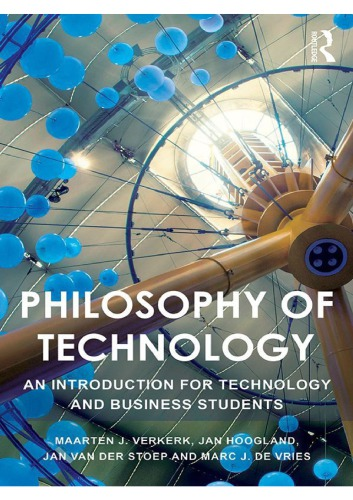 ROUTLEDGE
PHILOSOPHY OF
TECHNOLOGY
AN INTRODUCTION FOR TECHNOLOGY
AND BUSINESS STUDENTS
MAARTEN J. VERKERK, JAN HOOGLAND,
JAN VAN DER STOEP AND MARC J. DE VRIES